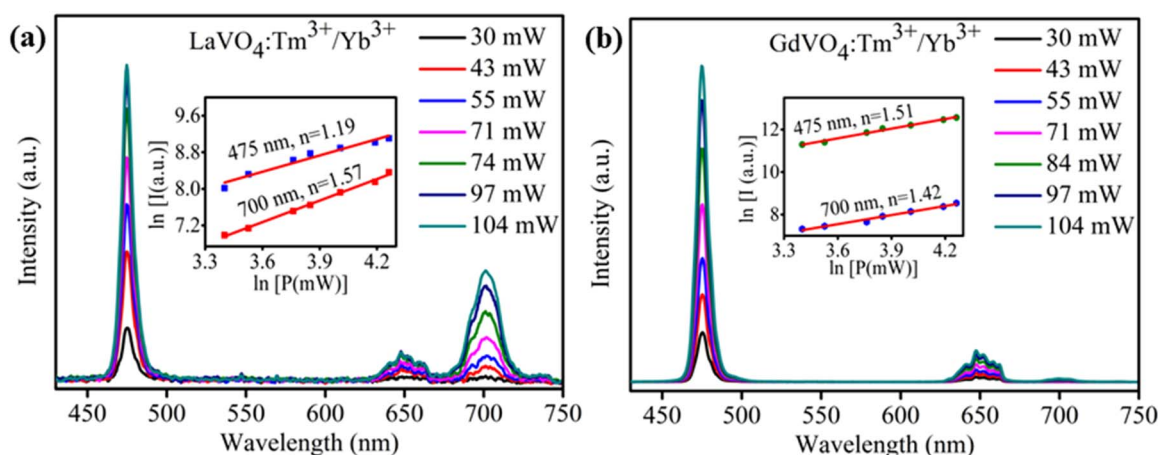 (a)
LaVO4:Tm3+/Yb3+
30 mW
43 mW
55 mW
71 mW
74 mW
97 mW
104 mW
Intensity (a.u.)
ln [I(a.u.)]
9.6
8.8
8.0
7.2
475 nm, n=1.19
700 nm, n=1.57
3.3 3.6 3.9 4.2
ln [P(mW)]
450 500 550 600 650 700 750
Wavelength (nm)
(b)
GdVO4:Tm3+/Yb3+
30 mW
43 mW
55 mW
71 mW
84 mW
97 mW
104 mW
Intensity (a.u.)
ln [I (a.u.)]
12
10
8
475 nm, n=1.51
700 nm, n=1.42
3.3 3.6 3.9 4.2
ln [P(mW)]
450 500 550 600 650 700 750
Wavelength (nm)